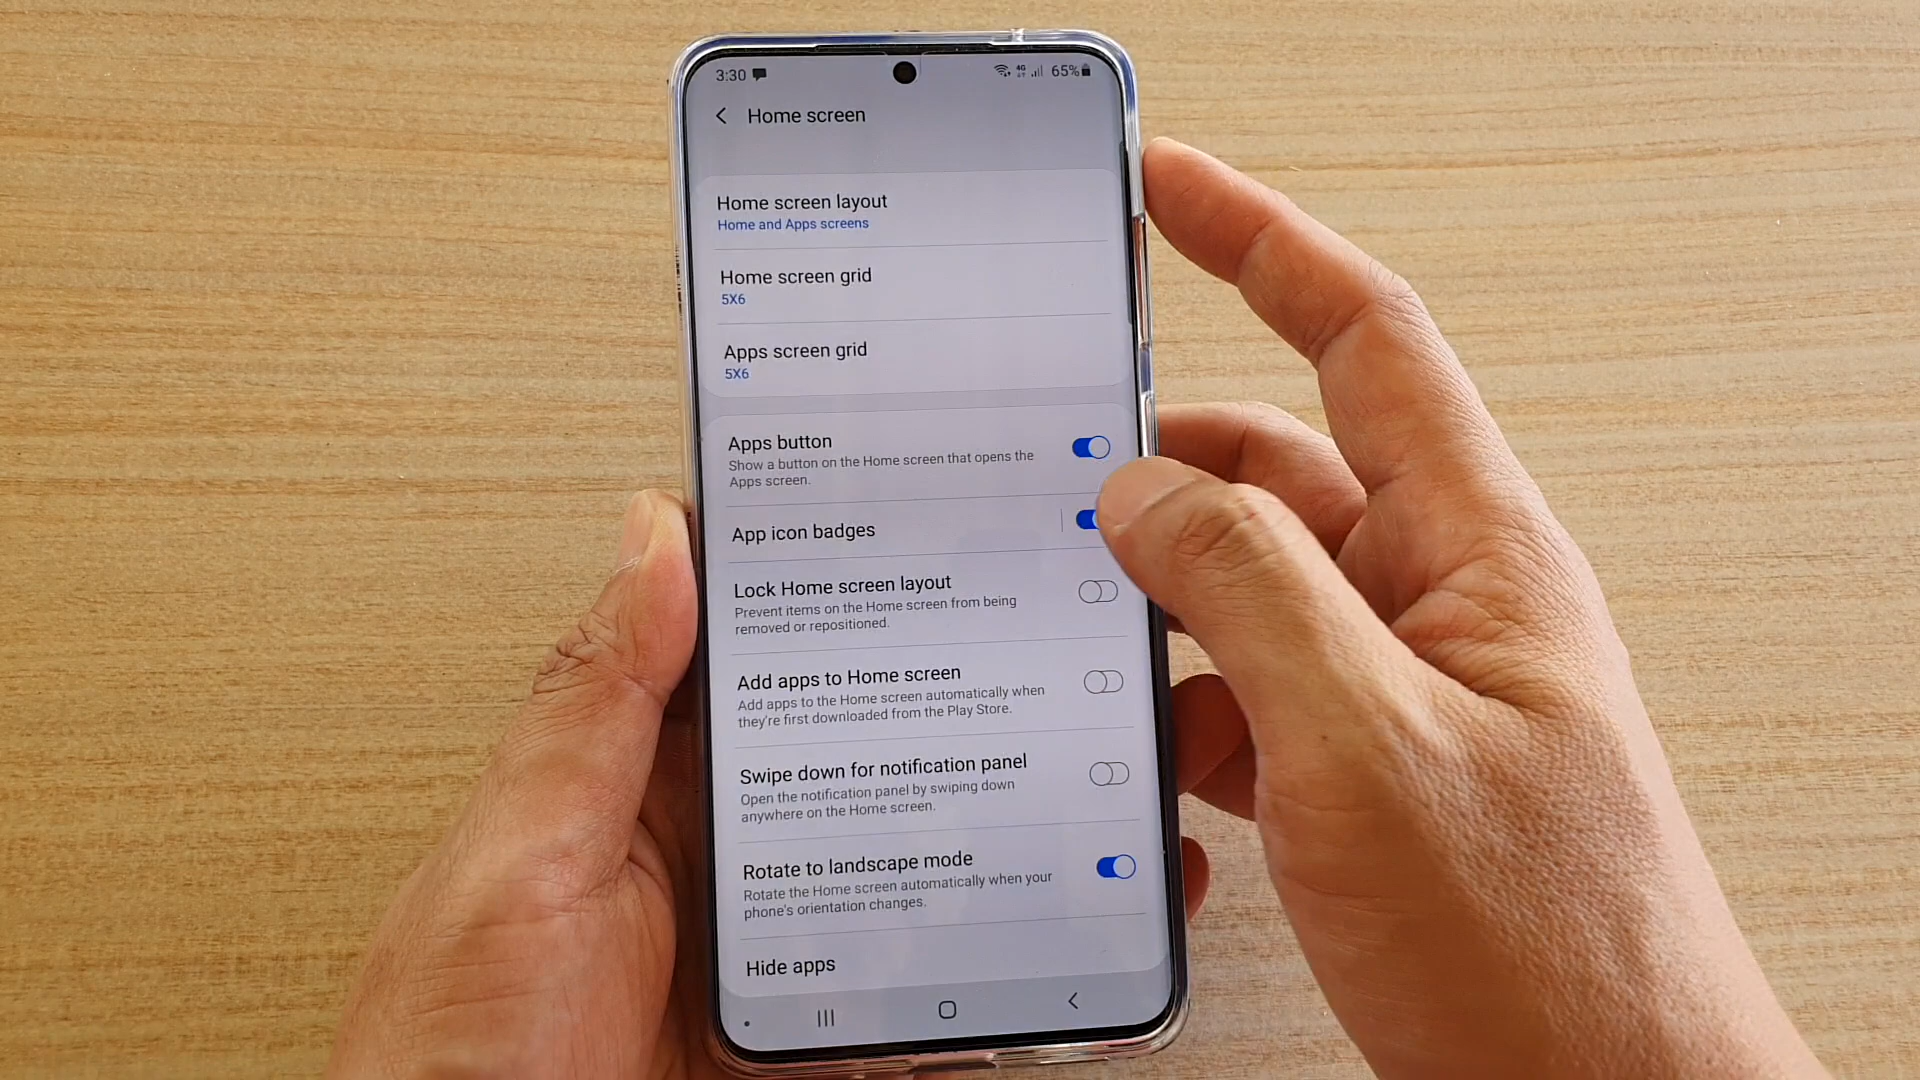 3:30
4G
65%
Home screen
Home screen layout
Home and Apps screens
Home screen grid
5X6
Apps screen grid
5X6
Apps button
Show a button on the Home screen that opens the
Apps screen.
App icon badges
Lock Home screen layout
Prevent items on the Home screen from being
removed or repositioned.
Add apps to Home screen
Add apps to the Home screen automatically when
they're first downloaded from the Play Store.
Swipe down for notification panel
Open the notification panel by swiping down
anywhere on the Home screen.
Rotate to landscape mode
Rotate the Home screen automatically when your
phone's orientation changes.
Hide apps